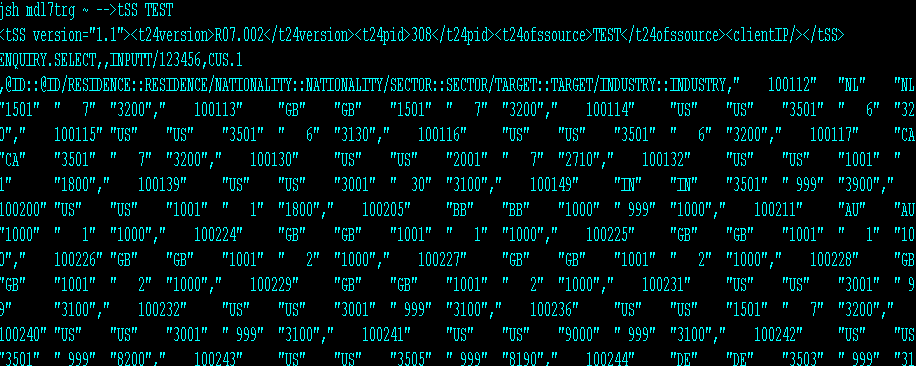 jsh mdl7trg ~ -->tSS TEST
<tSS version="1.1"><t24version>R07.002</t24version><t24pid>308</t24pid><t24ofssource>TEST</t24ofssource><clientIP/></tSS>
ENQUIRY.SELECT,,INPUTT/123456,CUS.1
,@ID::@ID/RESIDENCE::RESIDENCE/NATIONALITY::NATIONALITY/SECTOR::SECTOR/TARGET::TARGET/INDUSTRY::INDUSTRY,"    100112"   "NL"    "NL
"1501"  "   7"  "3200","    100113"    "GB"    "GB"    "1501"  "   7"  "3200","    100114"    "US"    "US"    "3501"  "   6"  "32
0","    100115"   "US"    "US"    "3501"  "   6"  "3130","    100116"    "US"    "US"    "3501"  "   6"  "3200","    100117"    "CA
"CA"    "3501"  "   7"  "3200","    100130"    "US"    "US"    "2001"  "   7"  "2710","    100132"    "US"    "US"    "1001"  "
1"    "1800","    100139"    "US"    "US"    "3001"  "  30"  "3100","    100149"    "IN"    "IN"    "3501"  " 999"  "3900","
100200"  "US"    "US"    "1001"  "   1"  "1800","    100205"    "BB"    "BB"    "1000"  " 999"  "1000","    100211"    "AU"    "AU
"1000"  "   1"  "1000","    100224"    "GB"    "GB"    "1001"  "   1"  "1000","    100225"    "GB"    "GB"    "1001"  "   1"  "10
0","    100226"  "GB"    "GB"    "1001"  "   2"  "1000","    100227"    "GB"    "GB"    "1001"  "   2"  "1000","    100228"    "GB
"GB"    "1001"  "   2"  "1000","    100229"    "GB"    "GB"    "1001"  "   2"  "1000","    100231"    "US"    "US"    "3001"  " 99
9"    "3100","    100232"    "US"    "US"    "3001"  " 999"  "3100","    100236"    "US"    "US"    "1501"  "   7"  "3200","
100240"  "US"    "US"    "3001"  " 999"  "3100","    100241"    "US"    "US"    "9000"  " 999"  "3100","    100242"    "US"    "US
"3501"  " 999"  "8200","    100243"    "US"    "US"    "3505"  " 999"  "8190","    100244"    "DE"    "DE"    "3503"  " 999"  "31